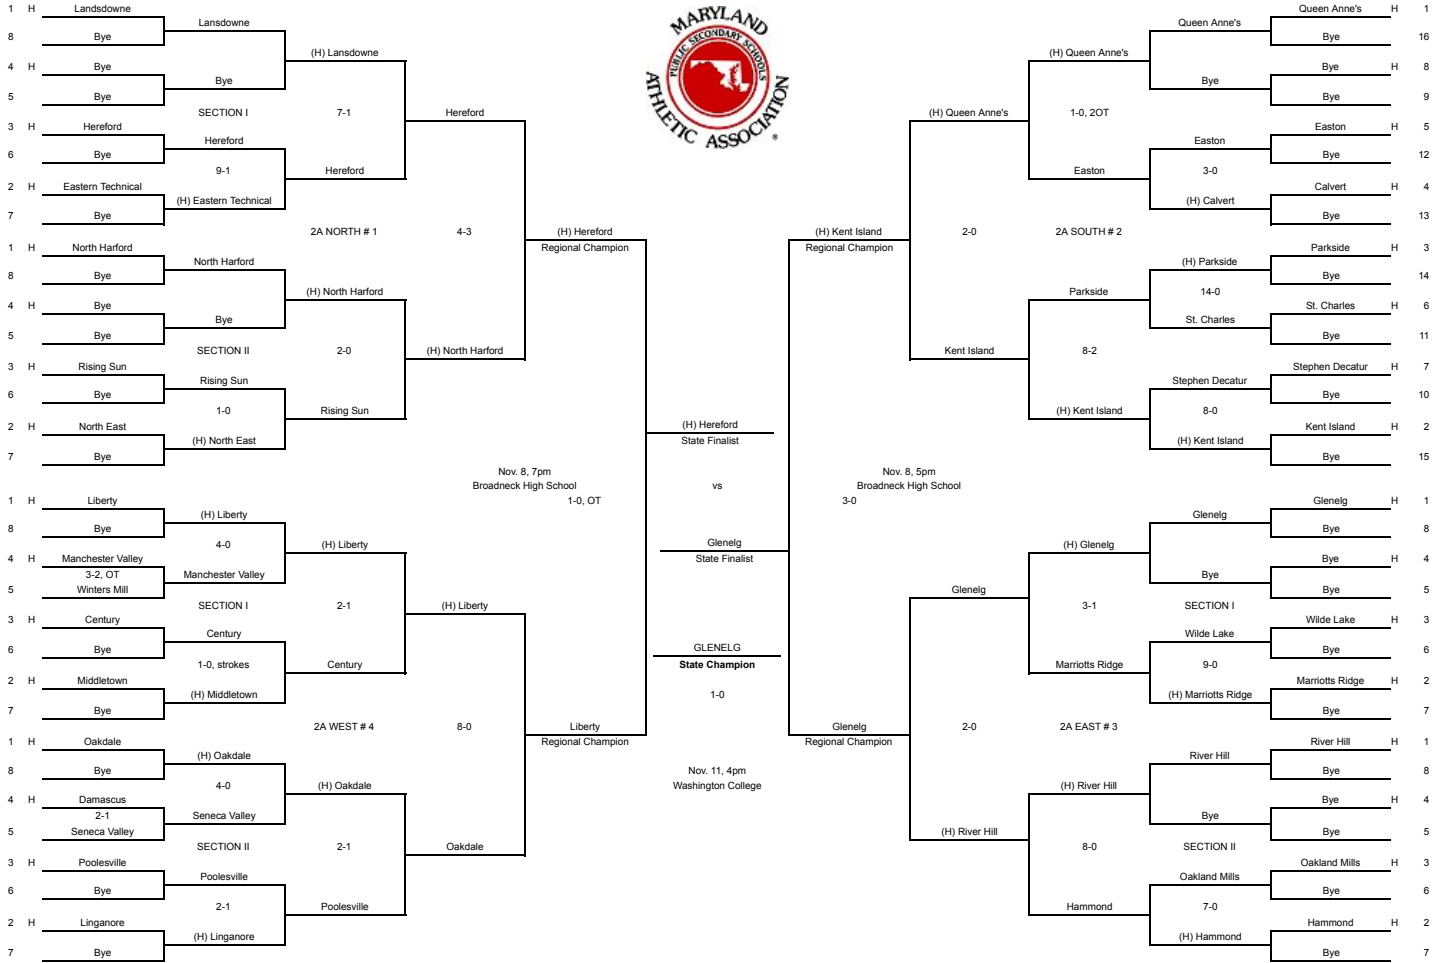 1 H Landsdowne
8 Bye
Lansdowne
4 H Bye
5 Bye
Bye
(H) Lansdowne
SECTION I
7-1
3 H Hereford
6 Bye
Hereford
9-1
2 H Eastern Technical
7 Bye
(H) Eastern Technical
Hereford
Hereford
2A NORTH # 1
4-3
1 H North Harford
8 Bye
North Harford
4 H Bye
5 Bye
Bye
(H) North Harford
SECTION II
2-0
3 H Rising Sun
6 Bye
Rising Sun
1-0
2 H North East
7 Bye
(H) North East
Rising Sun
(H) North Harford
(H) Hereford
Regional Champion
1 H Liberty
8 Bye
(H) Liberty
4-0
4 H Manchester Valley
3-2, OT
5 Winters Mill
Manchester Valley
(H) Liberty
SECTION I
2-1
3 H Century
6 Bye
Century
1-0, strokes
2 H Middletown
7 Bye
(H) Middletown
Century
(H) Liberty
2A WEST # 4
8-0
1 H Oakdale
8 Bye
(H) Oakdale
4-0
4 H Damascus
2-1
5 Seneca Valley
Seneca Valley
(H) Oakdale
SECTION II
2-1
3 H Poolesville
6 Bye
Poolesville
2-1
2 H Linganore
7 Bye
(H) Linganore
Poolesville
Oakdale
Liberty
Regional Champion
Nov. 8, 7pm
Broadneck High School
1-0, OT
MARYLAND
PUBLIC SECONDARY SCHOOLS
ATHLETIC ASSOCIATION
®
(H) Hereford
State Finalist
vs
Glenelg
State Finalist
GLENELG
State Champion
1-0
Nov. 11, 4pm
Washington College
Nov. 8, 5pm
Broadneck High School
3-0
Queen Anne's H 1
Bye 16
Queen Anne's
Bye H 8
Bye 9
Bye
(H) Queen Anne's
1-0, 2OT
Easton H 5
Bye 12
Easton
3-0
Calvert H 4
Bye 13
(H) Calvert
Easton
(H) Queen Anne's
2-0
2A SOUTH # 2
Parkside H 3
Bye 14
(H) Parkside
14-0
St. Charles H 6
Bye 11
St. Charles
Parkside
8-2
Stephen Decatur H 7
Bye 10
Stephen Decatur
8-0
Kent Island H 2
Bye 15
(H) Kent Island
(H) Kent Island
Kent Island
(H) Kent Island
Regional Champion
Glenelg H 1
Bye 8
Glenelg
Bye H 4
Bye 5
Bye
(H) Glenelg
3-1
SECTION I
Wilde Lake H 3
Bye 6
Wilde Lake
9-0
Marriotts Ridge H 2
Bye 7
(H) Marriotts Ridge
Marriotts Ridge
Glenelg
2-0
2A EAST # 3
River Hill H 1
Bye 8
River Hill
Bye H 4
Bye 5
Bye
(H) River Hill
8-0
SECTION II
Oakland Mills H 3
Bye 6
Oakland Mills
7-0
Hammond H 2
Bye 7
(H) Hammond
Hammond
(H) River Hill
Glenelg
Regional Champion